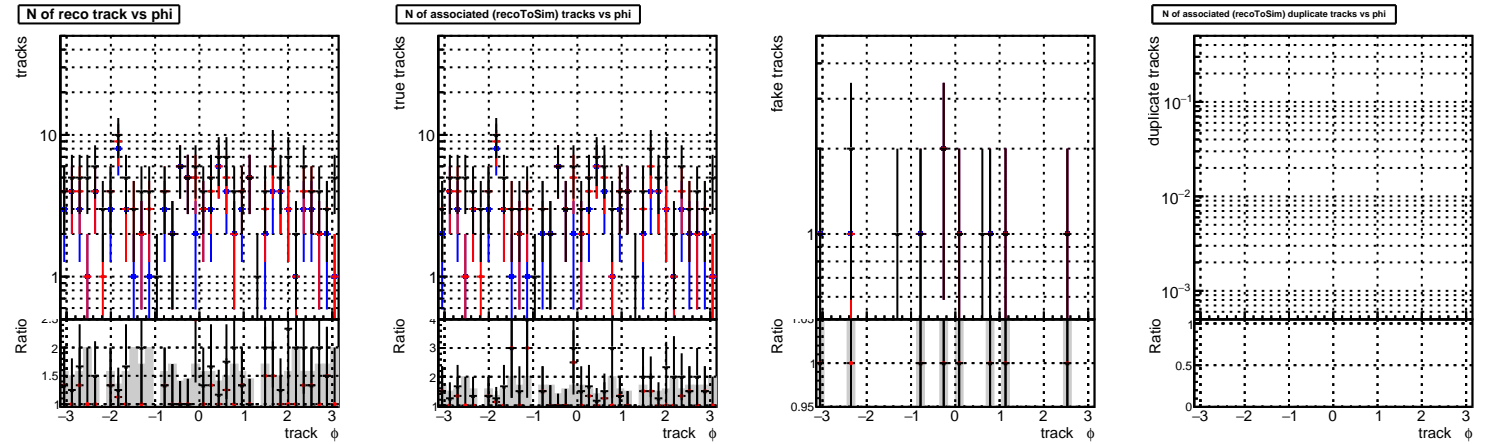 N of reco track vs phi
tracks
10
1
Ratio
2.5
2
1.5
1
−3 −2 −1 0 1 2 3
track ϕ
N of associated (recoToSim) tracks vs phi
true tracks
10
1
Ratio
4
3
2
1
−3 −2 −1 0 1 2 3
track ϕ
fake tracks
1
Ratio
1.05
1
0.95
−3 −2 −1 0 1 2 3
track ϕ
N of associated (recoToSim) duplicate tracks vs phi
duplicate tracks
10−1
10−2
10−3
Ratio
1
0.5
0
−3 −2 −1 0 1 2 3
track ϕ